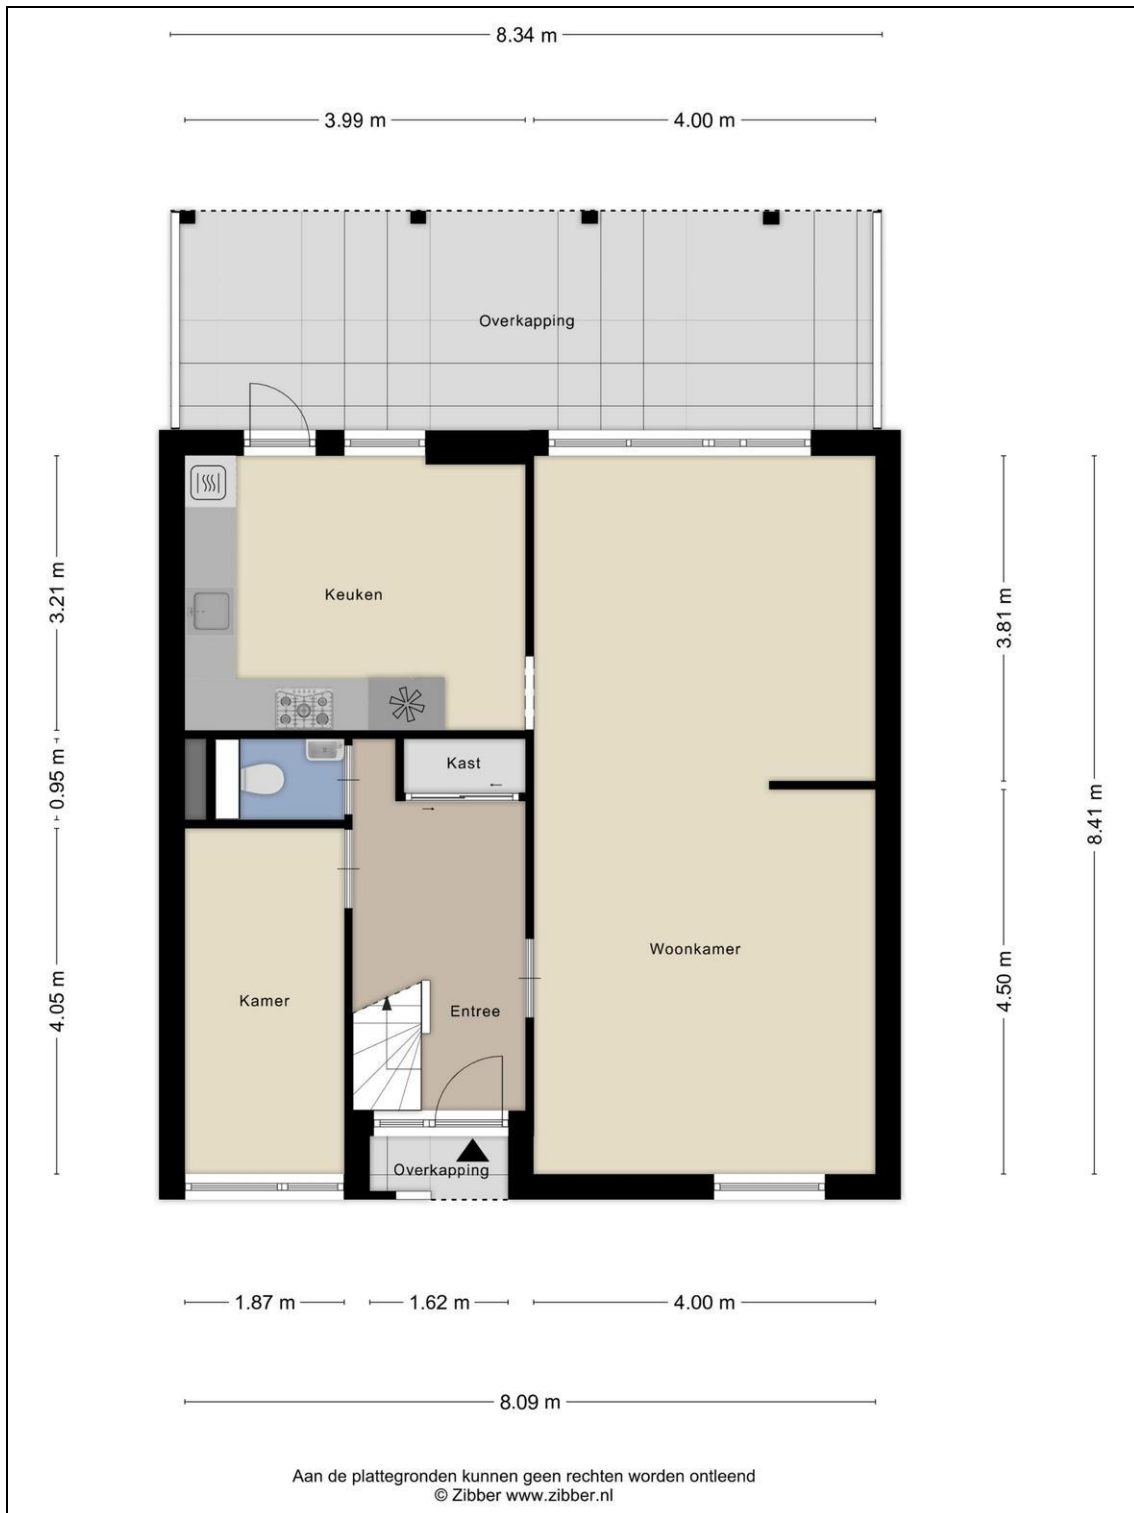 8.34 m
3.99 m
4.00 m
Overkapping
3.21 m
Keuken
3.81 m
0.95 m
Kast
8.41 m
4.05 m
Kamer
Entree
Woonkamer
4.50 m
Overkapping
1.87 m
1.62 m
4.00 m
8.09 m
Aan de plattegronden kunnen geen rechten worden ontleend
© Zibber www.zibber.nl